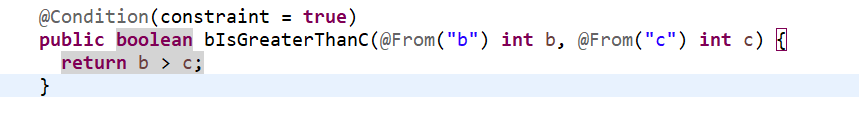 @Condition(constraint = true)
public boolean bIsGreaterThanC(@From("b") int b, @From("c") int c) {
  return b > c;
}